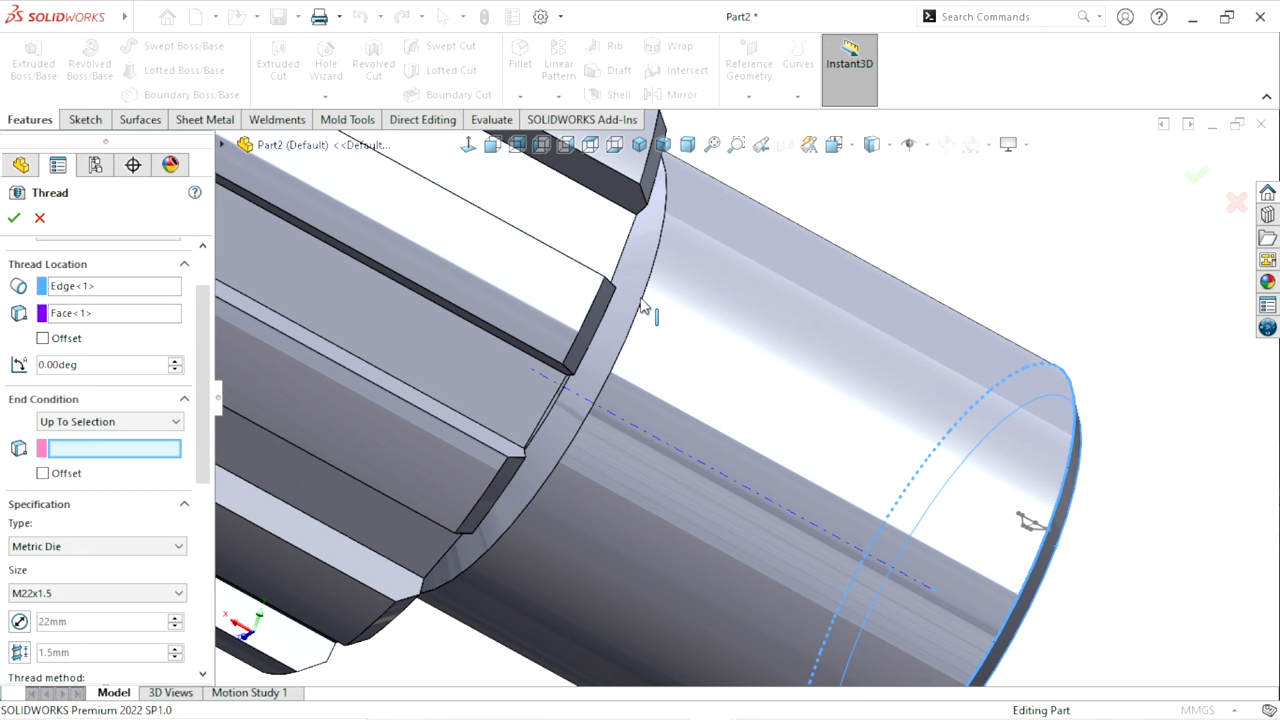 SOLIDWORKS
Part2 *
Search Commands
Extruded Boss/Base
Revolved Boss/Base
Swept Boss/Base
Lofted Boss/Base
Boundary Boss/Base
Extruded Cut
Hole Wizard
Revolved Cut
Swept Cut
Lofted Cut
Boundary Cut
Fillet
Linear Pattern
Rib
Draft
Shell
Wrap
Intersect
Mirror
Reference Geometry
Curves
Instant3D
Features
Sketch
Surfaces
Sheet Metal
Weldments
Mold Tools
Direct Editing
Evaluate
SOLIDWORKS Add-Ins
Part2 (Default) <<Default...
Thread
Thread Location
Edge<1>
Face<1>
Offset
0.00deg
End Condition
Up To Selection
Offset
Specification
Type:
Metric Die
Size
M22x1.5
22mm
1.5mm
Thread method:
x
Model
3D Views
Motion Study 1
SOLIDWORKS Premium 2022 SP1.0
Editing Part
MMGS